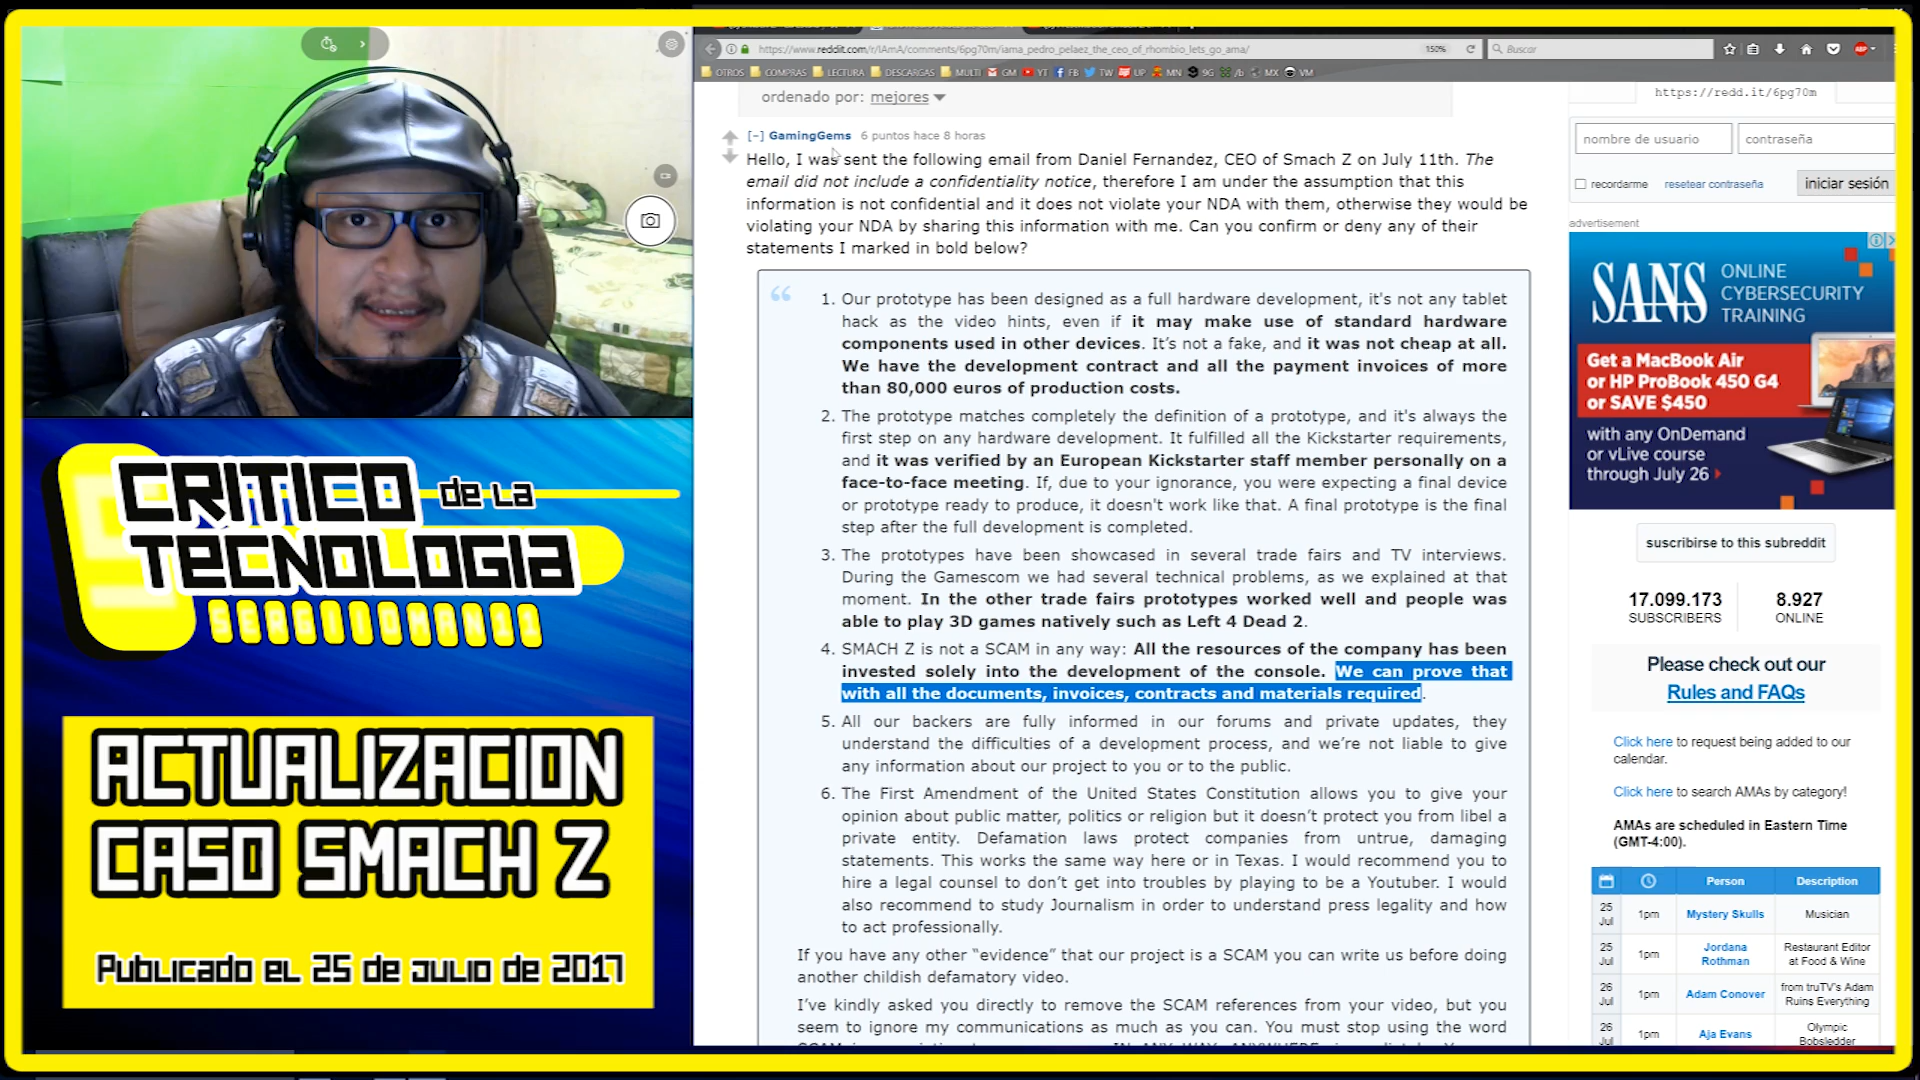 https://www.reddit.com/r/IAmA/comments/6pg70m/iama_pedro_pelaez_the_ceo_of_rhombio_lets_go_ama/
150%
Buscar
OTROS COMPRAS LECTURA DESCARGAS MULTI GM YT FB TW UP MN 9G /b MX VM
ordenado por: mejores
[–] GamingGems 6 puntos hace 8 horas
Hello, I was sent the following email from Daniel Fernandez, CEO of Smach Z on July 11th. The
email did not include a confidentiality notice, therefore I am under the assumption that this
information is not confidential and it does not violate your NDA with them, otherwise they would be
violating your NDA by sharing this information with me. Can you confirm or deny any of their
statements I marked in bold below?
1. Our prototype has been designed as a full hardware development, it's not any tablet
hack as the video hints, even if it may make use of standard hardware
components used in other devices. It's not a fake, and it was not cheap at all.
We have the development contract and all the payment invoices of more
than 80,000 euros of production costs.
2. The prototype matches completely the definition of a prototype, and it's always the
first step on any hardware development. It fulfilled all the Kickstarter requirements,
and it was verified by an European Kickstarter staff member personally on a
face-to-face meeting. If, due to your ignorance, you were expecting a final device
or prototype ready to produce, it doesn't work like that. A final prototype is the final
step after the full development is completed.
3. The prototypes have been showcased in several trade fairs and TV interviews.
During the Gamescom we had several technical problems, as we explained at that
moment. In the other trade fairs prototypes worked well and people was
able to play 3D games natively such as Left 4 Dead 2.
4. SMACH Z is not a SCAM in any way: All the resources of the company has been
invested solely into the development of the console. We can prove that
with all the documents, invoices, contracts and materials required.
5. All our backers are fully informed in our forums and private updates, they
understand the difficulties of a development process, and we're not liable to give
any information about our project to you or to the public.
6. The First Amendment of the United States Constitution allows you to give your
opinion about public matter, politics or religion but it doesn't protect you from libel a
private entity. Defamation laws protect companies from untrue, damaging
statements. This works the same way here or in Texas. I would recommend you to
hire a legal counsel to don't get into troubles by playing to be a Youtuber. I would
also recommend to study Journalism in order to understand press legality and how
to act professionally.
If you have any other “evidence” that our project is a SCAM you can write us before doing
another childish defamatory video.
I've kindly asked you directly to remove the SCAM references from your video, but you
seem to ignore my communications as much as you can. You must stop using the word
https://redd.it/6pg70m
nombre de usuario
contraseña
recordarme resetear contraseña iniciar sesión
advertisement
SANS ONLINE
CYBERSECURITY
TRAINING
Get a MacBook Air
or HP ProBook 450 G4
or SAVE $450
with any OnDemand
or vLive course
through July 26
suscribirse to this subreddit
17.099.173 8.927
SUBSCRIBERS ONLINE
Please check out our
Rules and FAQs
Click here to request being added to our
calendar.
Click here to search AMAs by category!
AMAs are scheduled in Eastern Time
(GMT-4:00).
Person Description
25 Jul 1pm Mystery Skulls Musician
25 Jul 1pm Jordana Rothman Restaurant Editor at Food & Wine
26 Jul 1pm Adam Conover from truTV's Adam Ruins Everything
26 Jul 1pm Aja Evans Olympic Bobsledder
CRITICO de la
TECNOLOGIA
SERGIIOMAN11
ACTUALIZACION
CASO SMACH Z
Publicado el 25 de julio de 2017